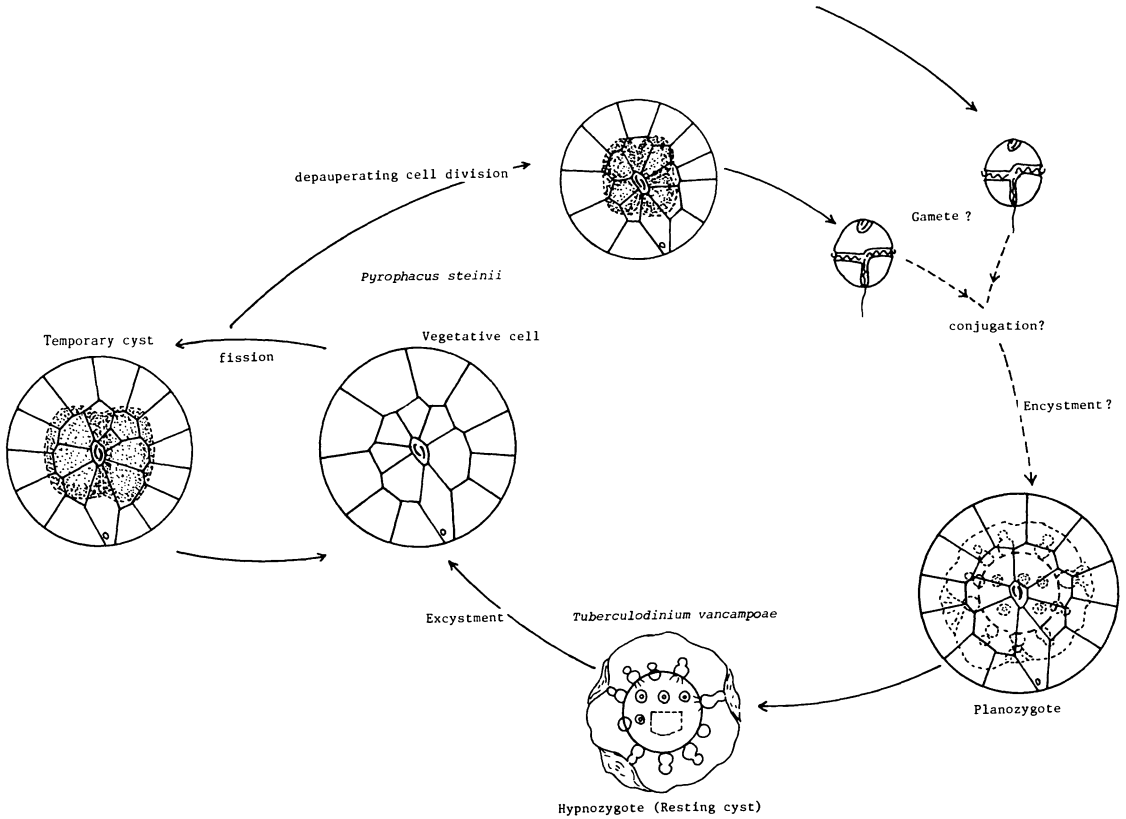 depauperating cell division
Gamete ?
Pyrophacus steinii
conjugation?
Temporary cyst
Vegetative cell
fission
Encystment ?
Excystment
Tuberculodinium vancampoae
Planozygote
Hypnozygote (Resting cyst)